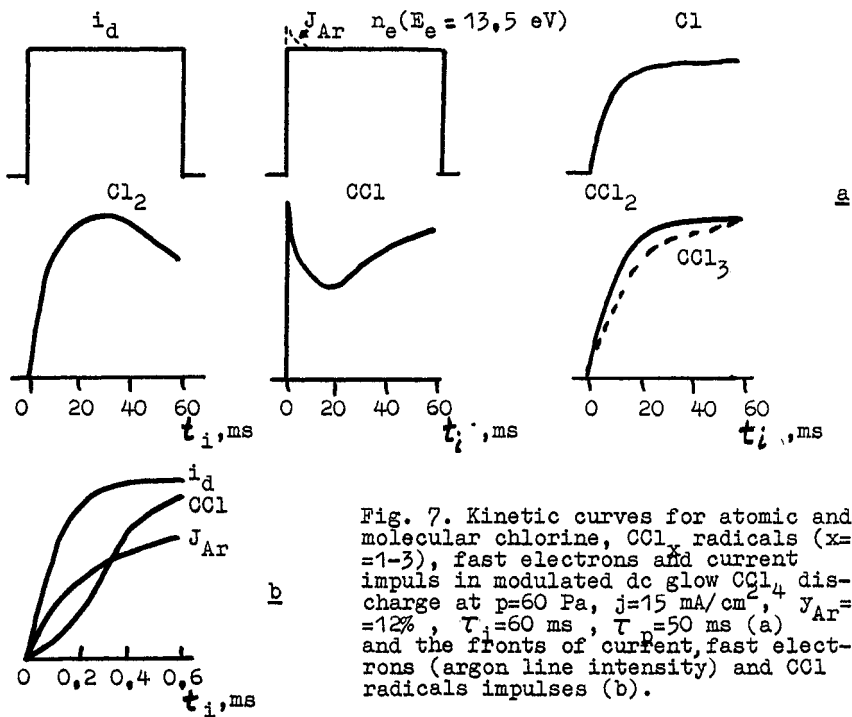 i_d
J_Ar n_e(E_e = 13,5 eV)
Cl
Cl_2
CCl
CCl_2
a
CCl_3
0 20 40 60
t_i,ms
0 20 40 60
t_i,ms
0 20 40 60
t_i,ms
i_d
CCl
J_Ar
b
0 0,2 0,4 0,6
t_i,ms
Fig. 7. Kinetic curves for atomic and
molecular chlorine, CCl_x radicals (x=
=1-3), fast electrons and current
impuls in modulated dc glow CCl_4 dis-
charge at p=60 Pa, j=15 mA/cm^2, y_Ar=
=12% , τ_i=60 ms , τ_p=50 ms (a)
and the fronts of current,fast elect-
rons (argon line intensity) and CCl
radicals impulses (b).